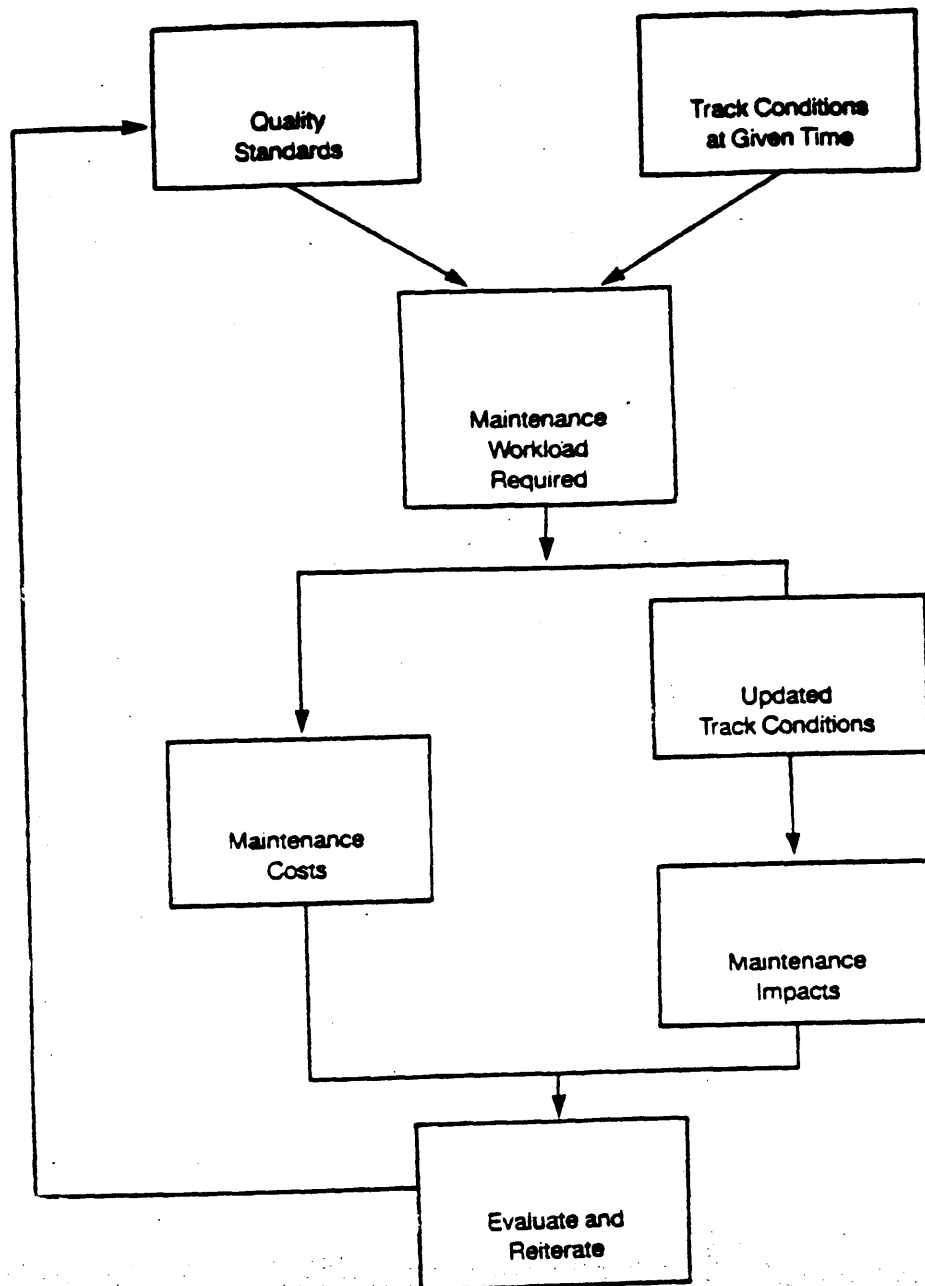 Quality
Standards
Track Conditions
at Given Time
Maintenance
Workload
Required
Updated
Track Conditions
Maintenance
Costs
Maintenance
Impacts
Evaluate and
Reiterate